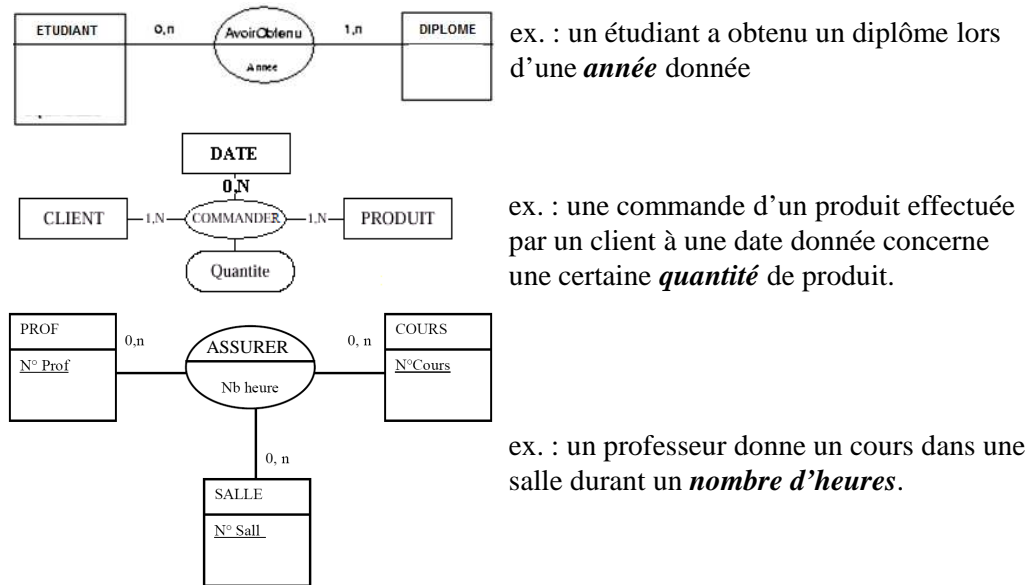 ETUDIANT 0,n AvoirObtenu 1,n DIPLOME
Annee
ex. : un étudiant a obtenu un diplôme lors
d’une année donnée
DATE
0,N
CLIENT 1,N COMMANDER 1,N PRODUIT
Quantite
ex. : une commande d’un produit effectuée
par un client à une date donnée concerne
une certaine quantité de produit.
PROF 0,n ASSURER 0, n COURS
N° Prof Nb heure N°Cours
0, n
SALLE
N° Sall
ex. : un professeur donne un cours dans une
salle durant un nombre d’heures.